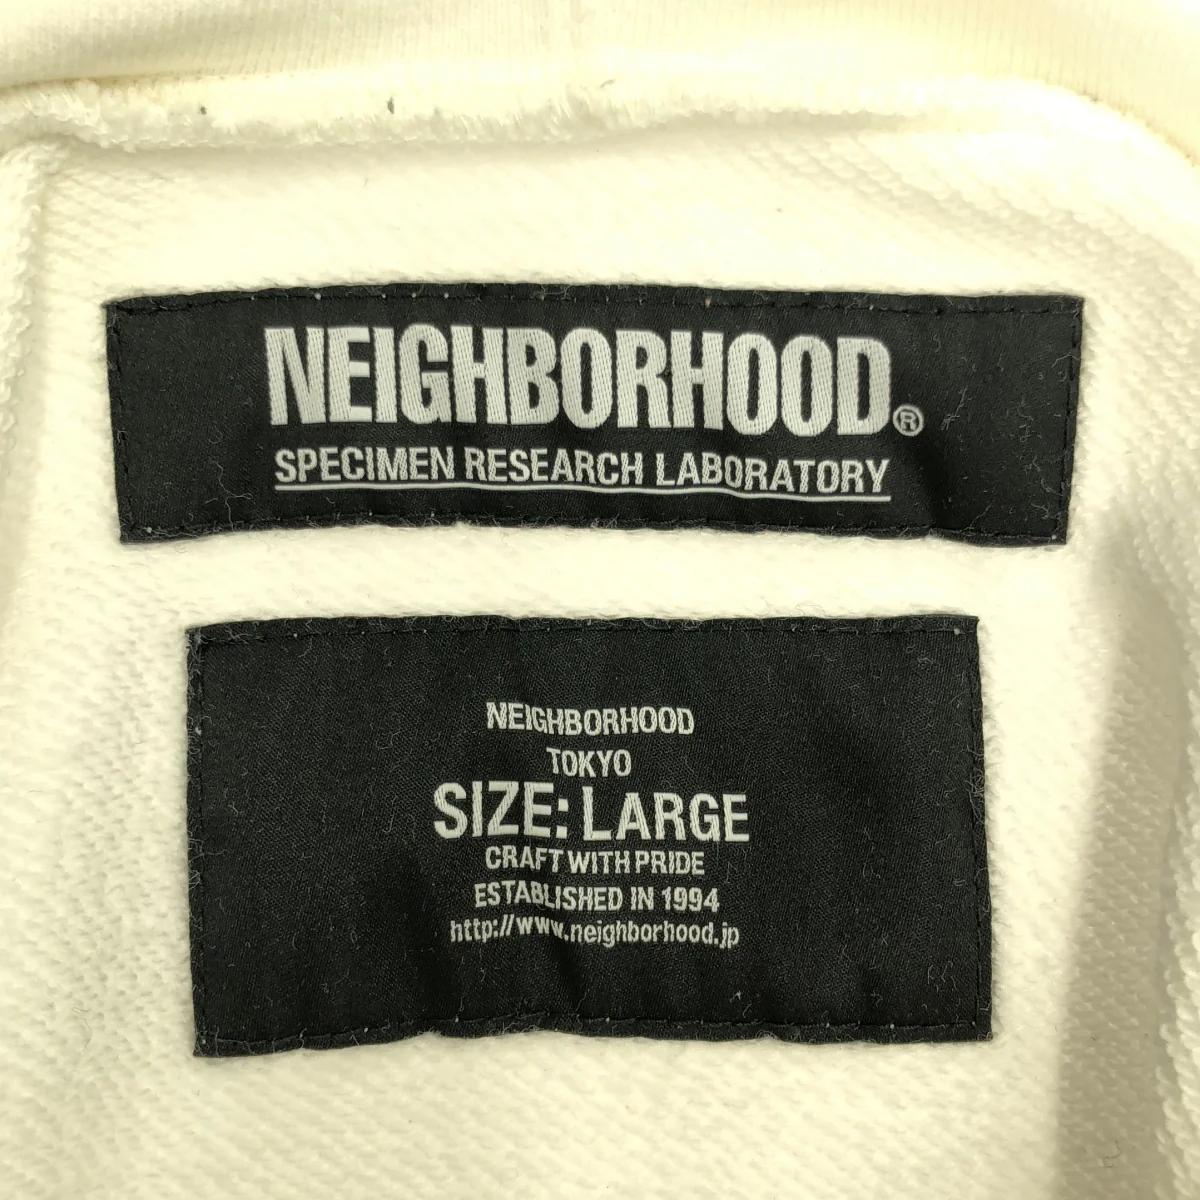 NEIGHBORHOOD®
SPECIMEN RESEARCH LABORATORY
NEIGHBORHOOD
TOKYO
SIZE: LARGE
CRAFT WITH PRIDE
ESTABLISHED IN 1994
http://www.neighborhood.jp